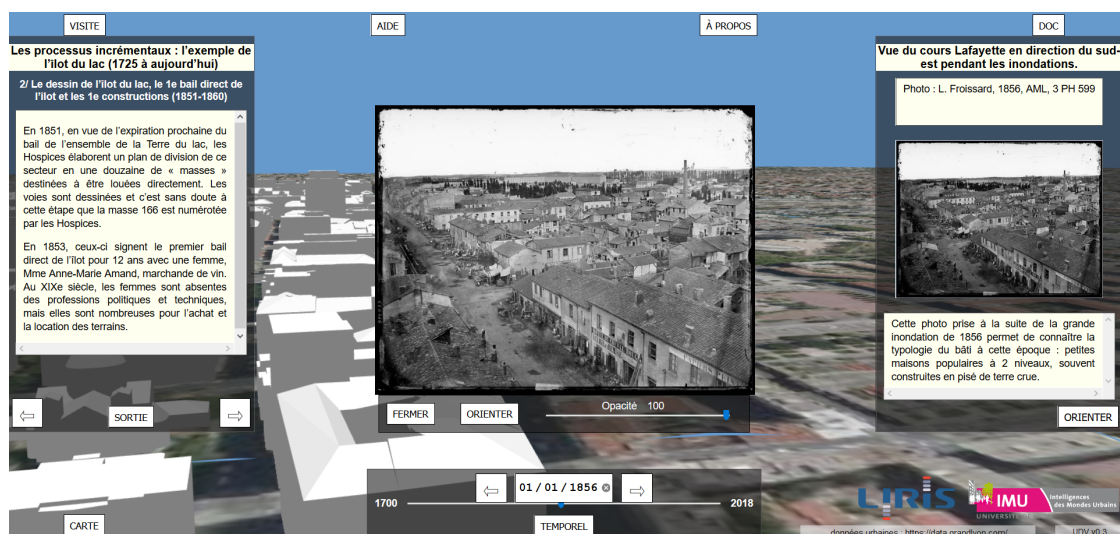 VISITE
AIDE
À PROPOS
DOC
Les processus incrémentaux : l'exemple de
l'ilot du lac (1725 à aujourd'hui)
2/ Le dessin de l'ilot du lac, le 1e bail direct de
l'ilot et les 1e constructions (1851-1860)
En 1851, en vue de l'expiration prochaine du
bail de l'ensemble de la Terre du lac, les
Hospices élaborent un plan de division de ce
secteur en une douzaine de « masses »
destinées à être louées directement. Les
voies sont dessinées et c'est sans doute à
cette étape que la masse 166 est numérotée
par les Hospices.
En 1853, ceux-ci signent le premier bail
direct de l'îlot pour 12 ans avec une femme,
Mme Anne-Marie Amand, marchande de vin.
Au XIXe siècle, les femmes sont absentes
des professions politiques et techniques,
mais elles sont nombreuses pour l'achat et
la location des terrains.
SORTIE
CARTE
FERMER
ORIENTER
Opacité 100
01 / 01 / 1856
1700
2018
TEMPOREL
Vue du cours Lafayette en direction du sud-
est pendant les inondations.
Photo : L. Froissard, 1856, AML, 3 PH 599
Cette photo prise à la suite de la grande
inondation de 1856 permet de connaître la
typologie du bâti à cette époque : petites
maisons populaires à 2 niveaux, souvent
construites en pisé de terre crue.
ORIENTER
LIRIS
IMU
Intelligences
des Mondes Urbains
UNIVERSITÉ
données urbaines : https://data.grandlyon.com/
UDV v0.3